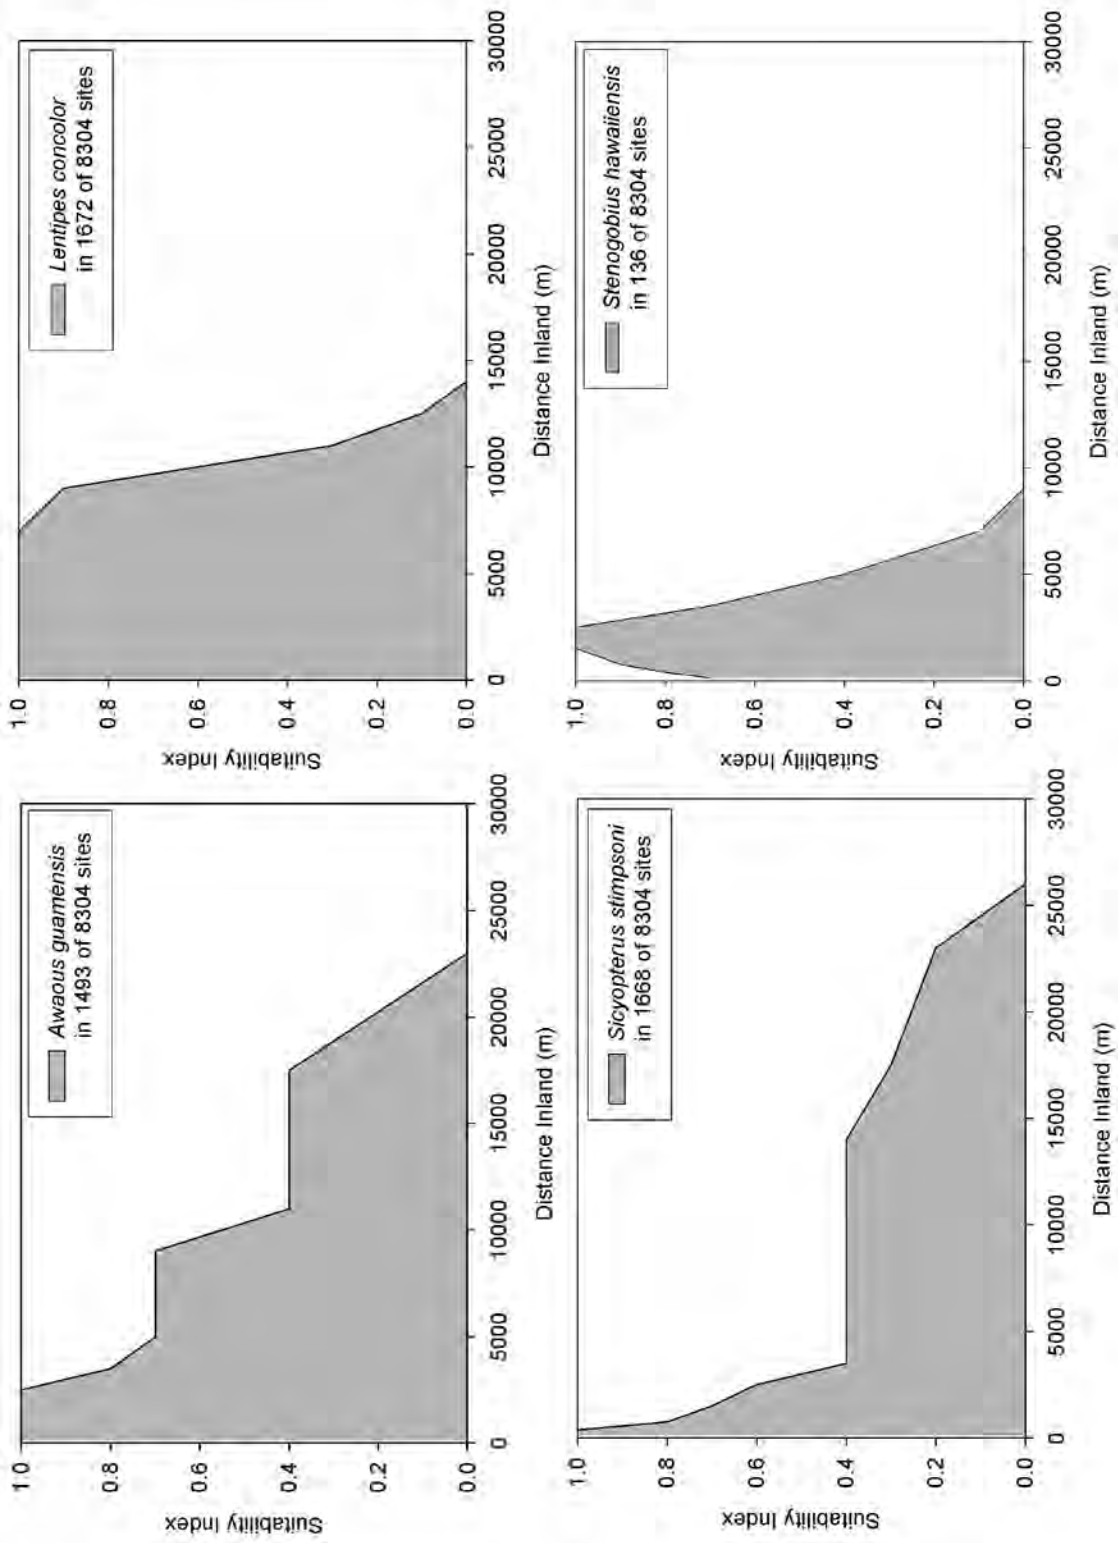 Suitability Index
1.0
0.8
0.6
0.4
0.2
0.0
Awaous guamensis
in 1493 of 8304 sites
0 5000 10000 15000 20000 25000 30000
Distance Inland (m)
Suitability Index
1.0
0.8
0.6
0.4
0.2
0.0
Lentipes concolor
in 1672 of 8304 sites
0 5000 10000 15000 20000 25000 30000
Distance Inland (m)
Suitability Index
1.0
0.8
0.6
0.4
0.2
0.0
Sicyopterus stimpsoni
in 1668 of 8304 sites
0 5000 10000 15000 20000 25000 30000
Distance Inland (m)
Suitability Index
1.0
0.8
0.6
0.4
0.2
0.0
Stenogobius hawaiiensis
in 136 of 8304 sites
0 5000 10000 15000 20000 25000 30000
Distance Inland (m)